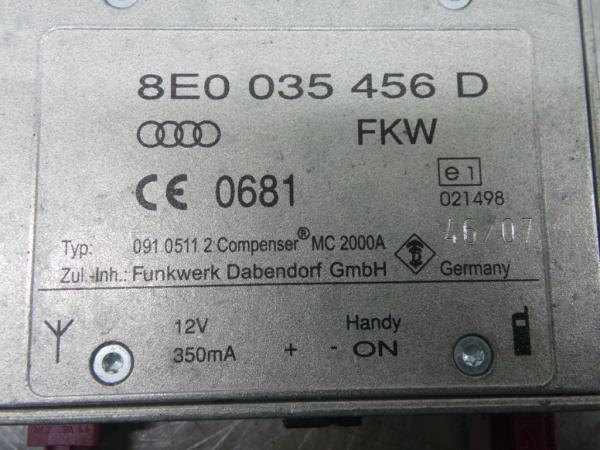 8E0 035 456 D
FKW
CE 0681
e1
021498
46/07
Typ: 091 0511 2 Compenser® MC 2000A
Zul.-Inh.: Funkwerk Dabendorf GmbH Germany
12V Handy
350mA + - ON